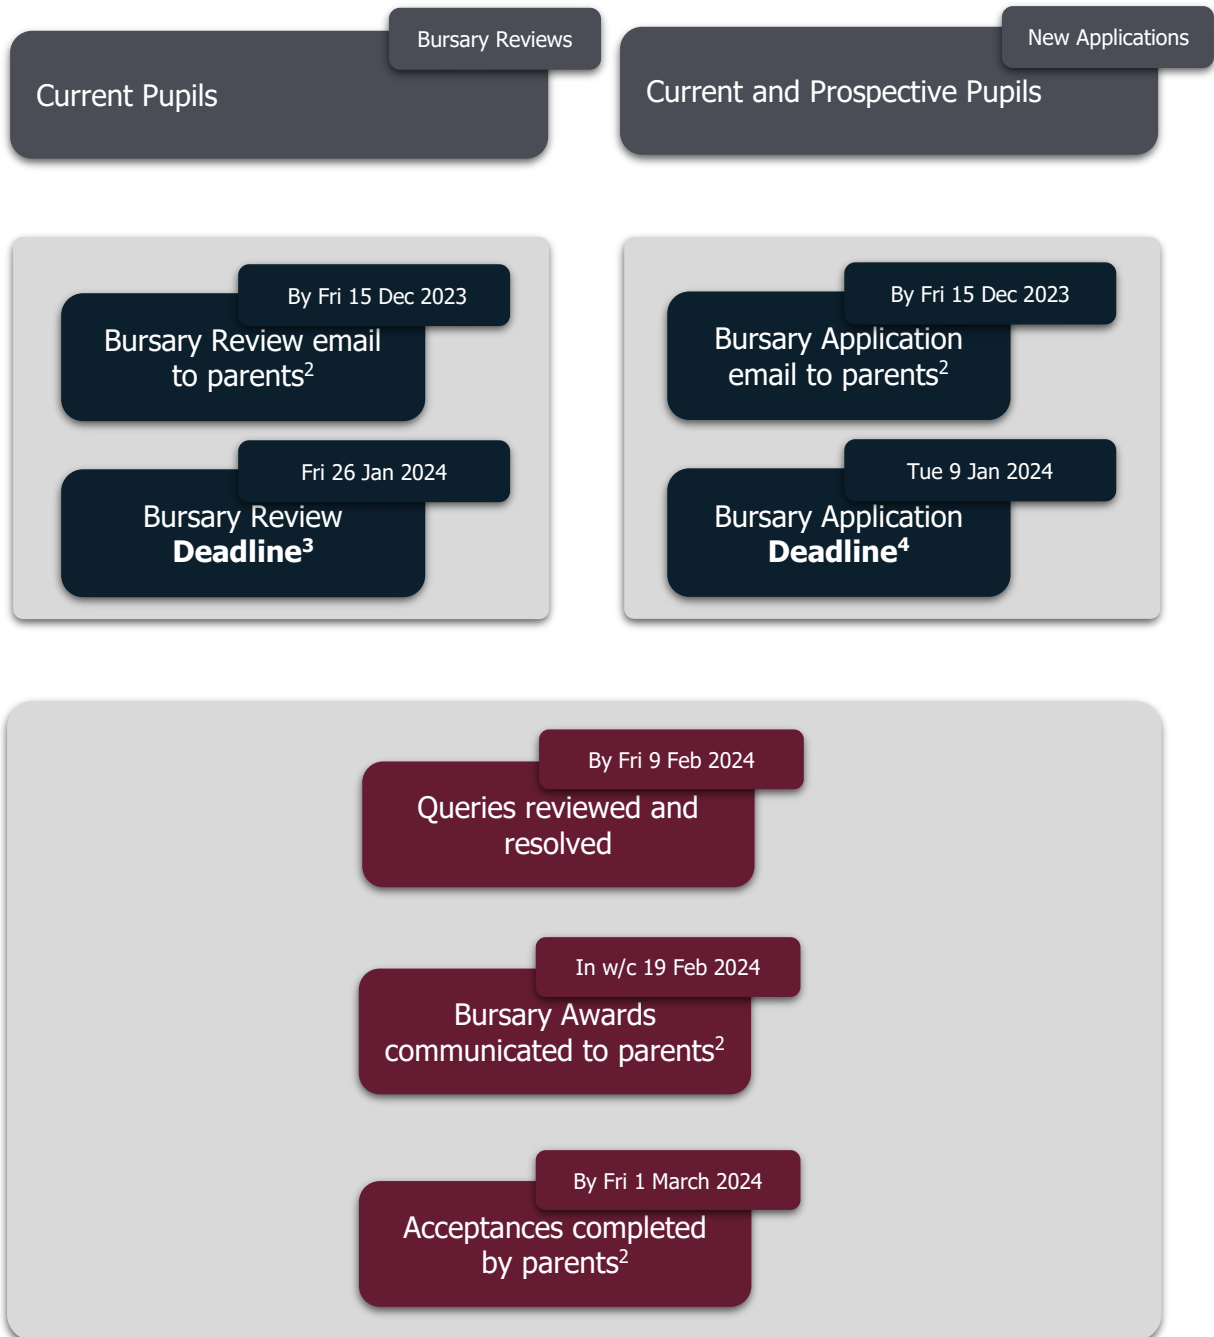 Bursary Reviews
Current Pupils
New Applications
Current and Prospective Pupils
By Fri 15 Dec 2023
Bursary Review email
to parents²
Fri 26 Jan 2024
Bursary Review
Deadline³
By Fri 15 Dec 2023
Bursary Application
email to parents²
Tue 9 Jan 2024
Bursary Application
Deadline⁴
By Fri 9 Feb 2024
Queries reviewed and
resolved
In w/c 19 Feb 2024
Bursary Awards
communicated to parents²
By Fri 1 March 2024
Acceptances completed
by parents²